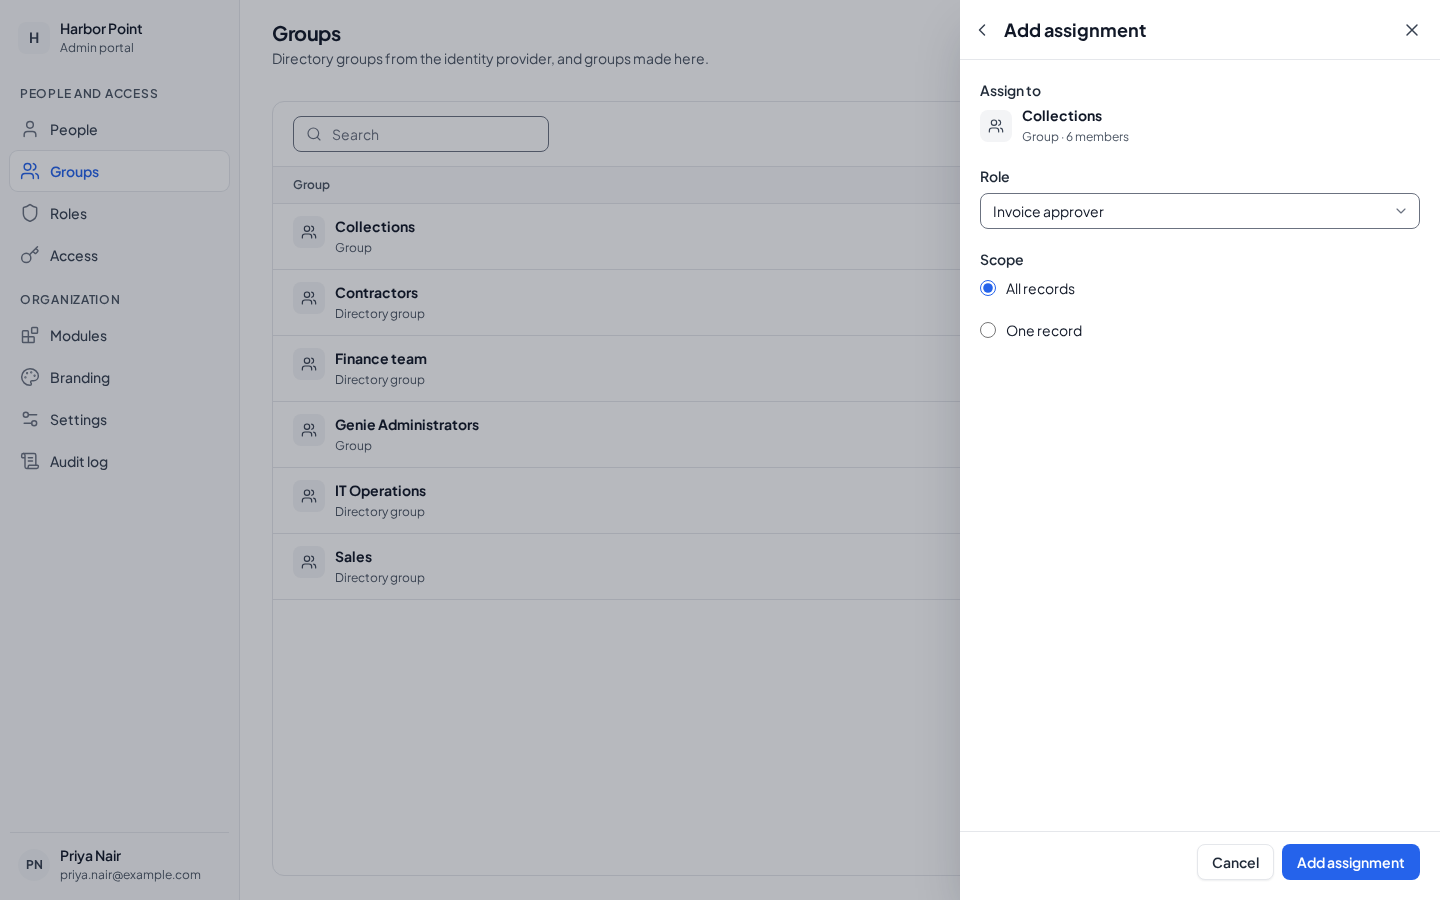 H
Harbor Point
Admin portal
PEOPLE AND ACCESS
People
Groups
Roles
Access
ORGANIZATION
Modules
Branding
Settings
Audit log
PN
Priya Nair
priya.nair@example.com
Groups
Directory groups from the identity provider, and groups made here.
Search
Group
Collections
Group
Contractors
Directory group
Finance team
Directory group
Genie Administrators
Group
IT Operations
Directory group
Sales
Directory group
Add assignment
Assign to
Collections
Group · 6 members
Role
Invoice approver
Scope
All records
One record
Cancel
Add assignment